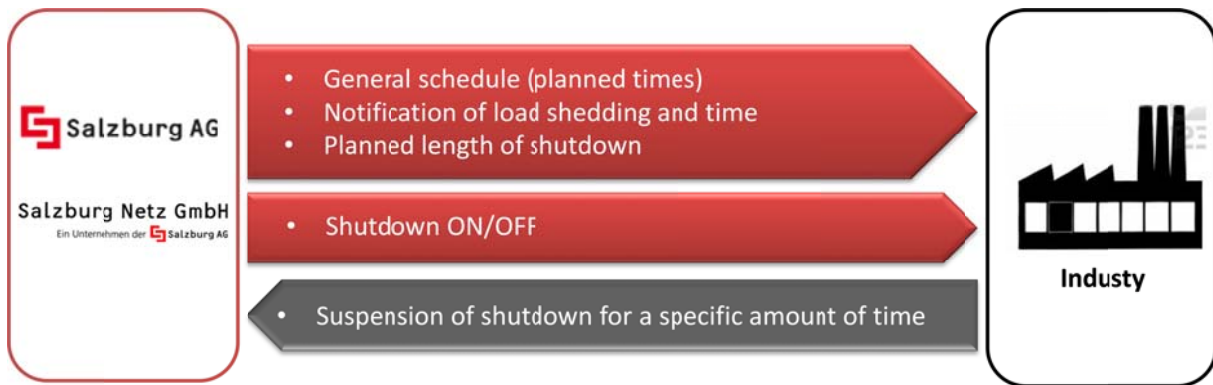 Salzburg AG
Salzburg Netz GmbH
Ein Unternehmen der Salzburg AG
• General schedule (planned times)
• Notification of load shedding and time
• Planned length of shutdown
• Shutdown ON/OFF
• Suspension of shutdown for a specific amount of time
Industy